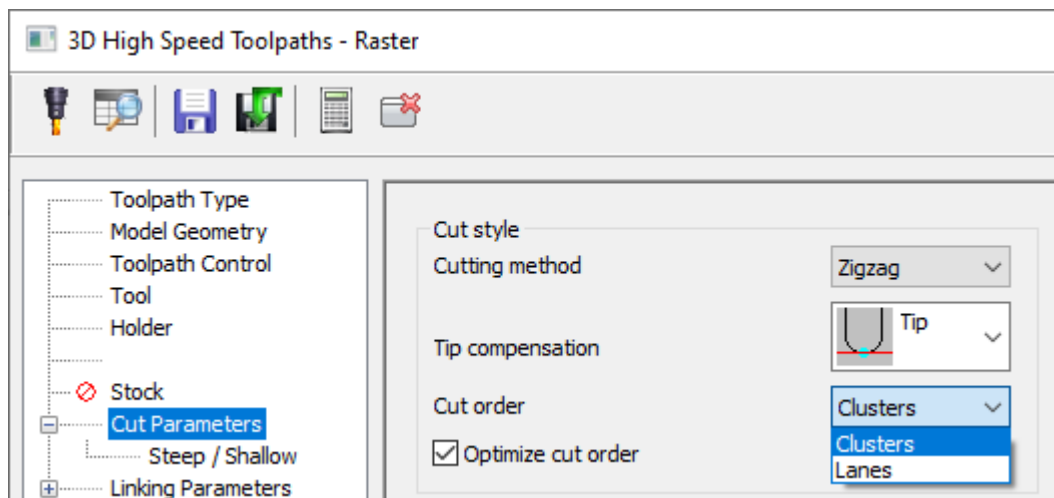 3D High Speed Toolpaths - Raster
Toolpath Type
Model Geometry
Toolpath Control
Tool
Holder
Stock
Cut Parameters
Steep / Shallow
Linking Parameters
Cut style
Cutting method
Zigzag
Tip compensation
Tip
Cut order
Clusters
Clusters
Lanes
Optimize cut order